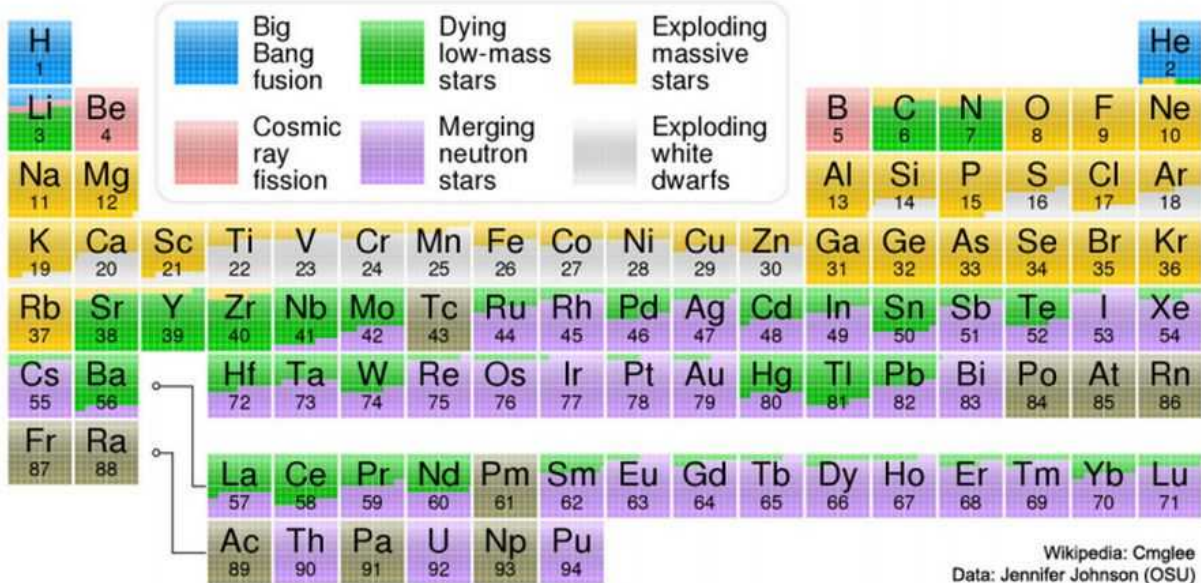 H
1
Big
Bang
fusion
Dying
low-mass
stars
Exploding
massive
stars
He
2
Li
3
Be
4
Cosmic
ray
fission
Merging
neutron
stars
Exploding
white
dwarfs
B C N O F Ne
5 6 7 8 9 10
Na Mg Al Si P S Cl Ar
11 12 13 14 15 16 17 18
K Ca Sc Ti V Cr Mn Fe Co Ni Cu Zn Ga Ge As Se Br Kr
19 20 21 22 23 24 25 26 27 28 29 30 31 32 33 34 35 36
Rb Sr Y Zr Nb Mo Tc Ru Rh Pd Ag Cd In Sn Sb Te I Xe
37 38 39 40 41 42 43 44 45 46 47 48 49 50 51 52 53 54
Cs Ba Hf Ta W Re Os Ir Pt Au Hg Tl Pb Bi Po At Rn
55 56 72 73 74 75 76 77 78 79 80 81 82 83 84 85 86
Fr Ra
87 88
La Ce Pr Nd Pm Sm Eu Gd Tb Dy Ho Er Tm Yb Lu
57 58 59 60 61 62 63 64 65 66 67 68 69 70 71
Ac Th Pa U Np Pu
89 90 91 92 93 94
Wikipedia: Cmglee
Data: Jennifer Johnson (OSU)